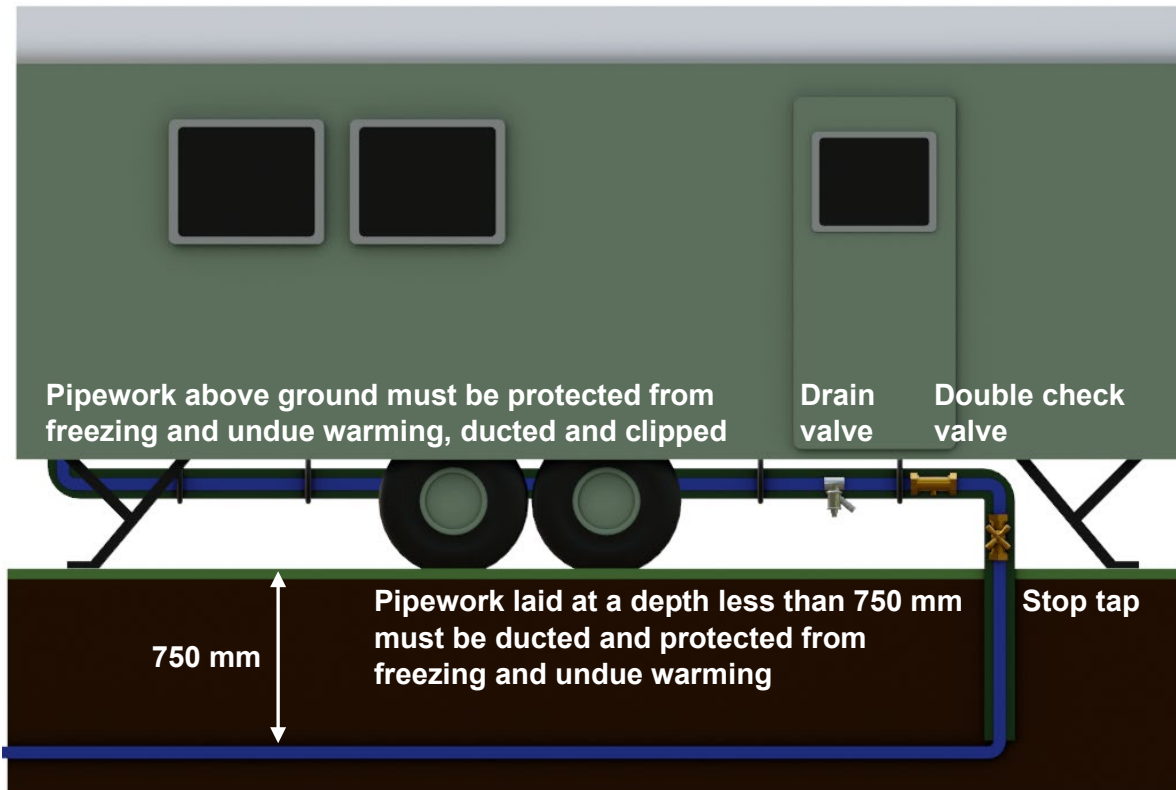 Pipework above ground must be protected from
freezing and undue warming, ducted and clipped
Drain
valve
Double check
valve
Pipework laid at a depth less than 750 mm
must be ducted and protected from
freezing and undue warming
Stop tap
750 mm